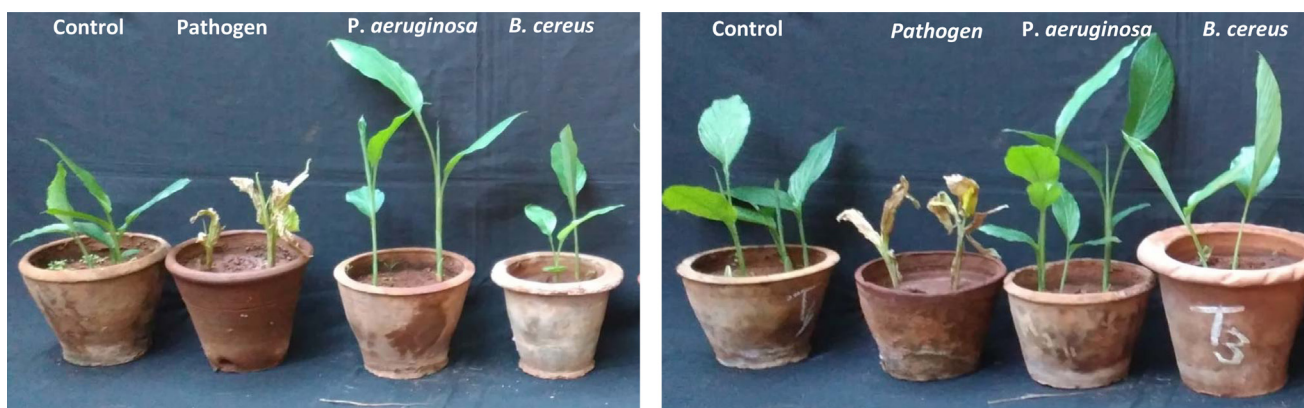 Control Pathogen P. aeruginosa B. cereus
Control Pathogen P. aeruginosa B. cereus
T3